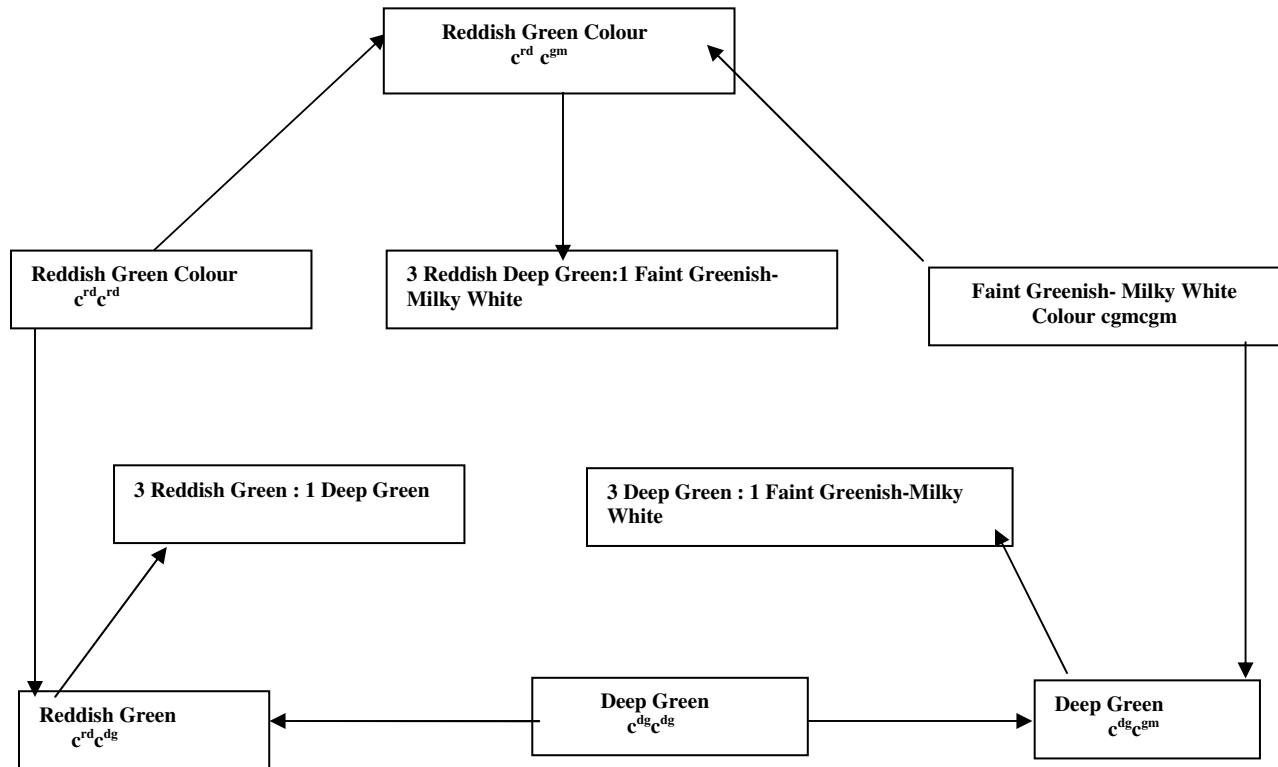 Reddish Green Colour
c^rd c^gm
Reddish Green Colour
c^rd c^rd
3 Reddish Deep Green:1 Faint Greenish-
Milky White
Faint Greenish- Milky White
Colour cgmcgm
3 Reddish Green : 1 Deep Green
3 Deep Green : 1 Faint Greenish-Milky
White
Reddish Green
c^rd c^dg
Deep Green
c^dg c^dg
Deep Green
c^dg c^gm